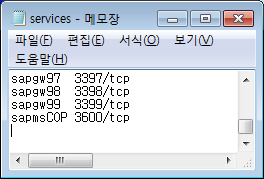 services - 메모장
파일(F) 편집(E) 서식(O) 보기(V)
도움말(H)
sapgw97 3397/tcp
sapgw98 3398/tcp
sapgw99 3399/tcp
sapmsCOP 3600/tcp